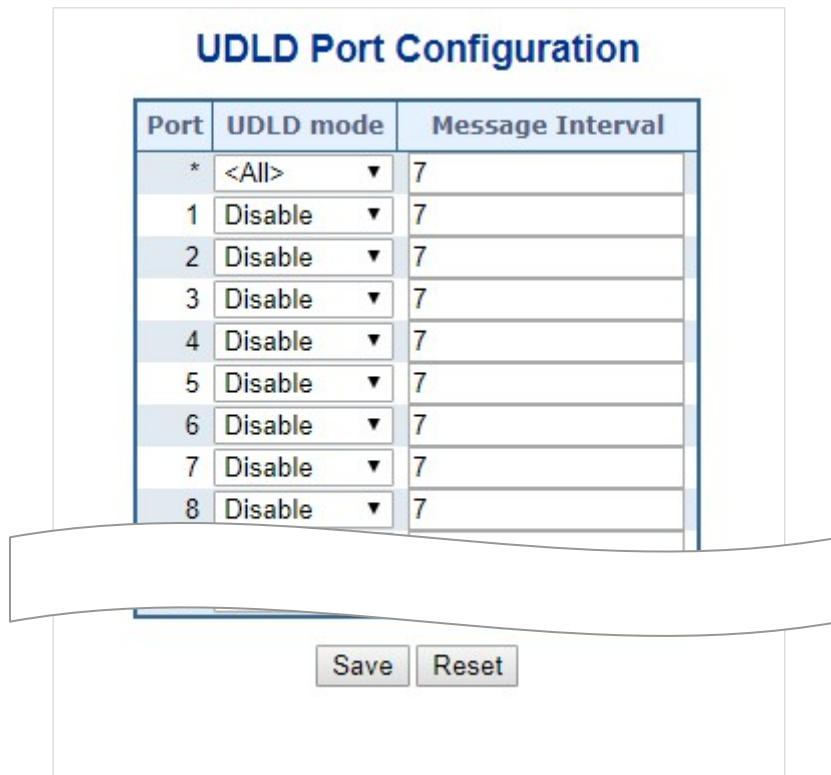 UDLD Port Configuration
Port UDLD mode Message Interval
* <All> 7
1 Disable 7
2 Disable 7
3 Disable 7
4 Disable 7
5 Disable 7
6 Disable 7
7 Disable 7
8 Disable 7
Save Reset